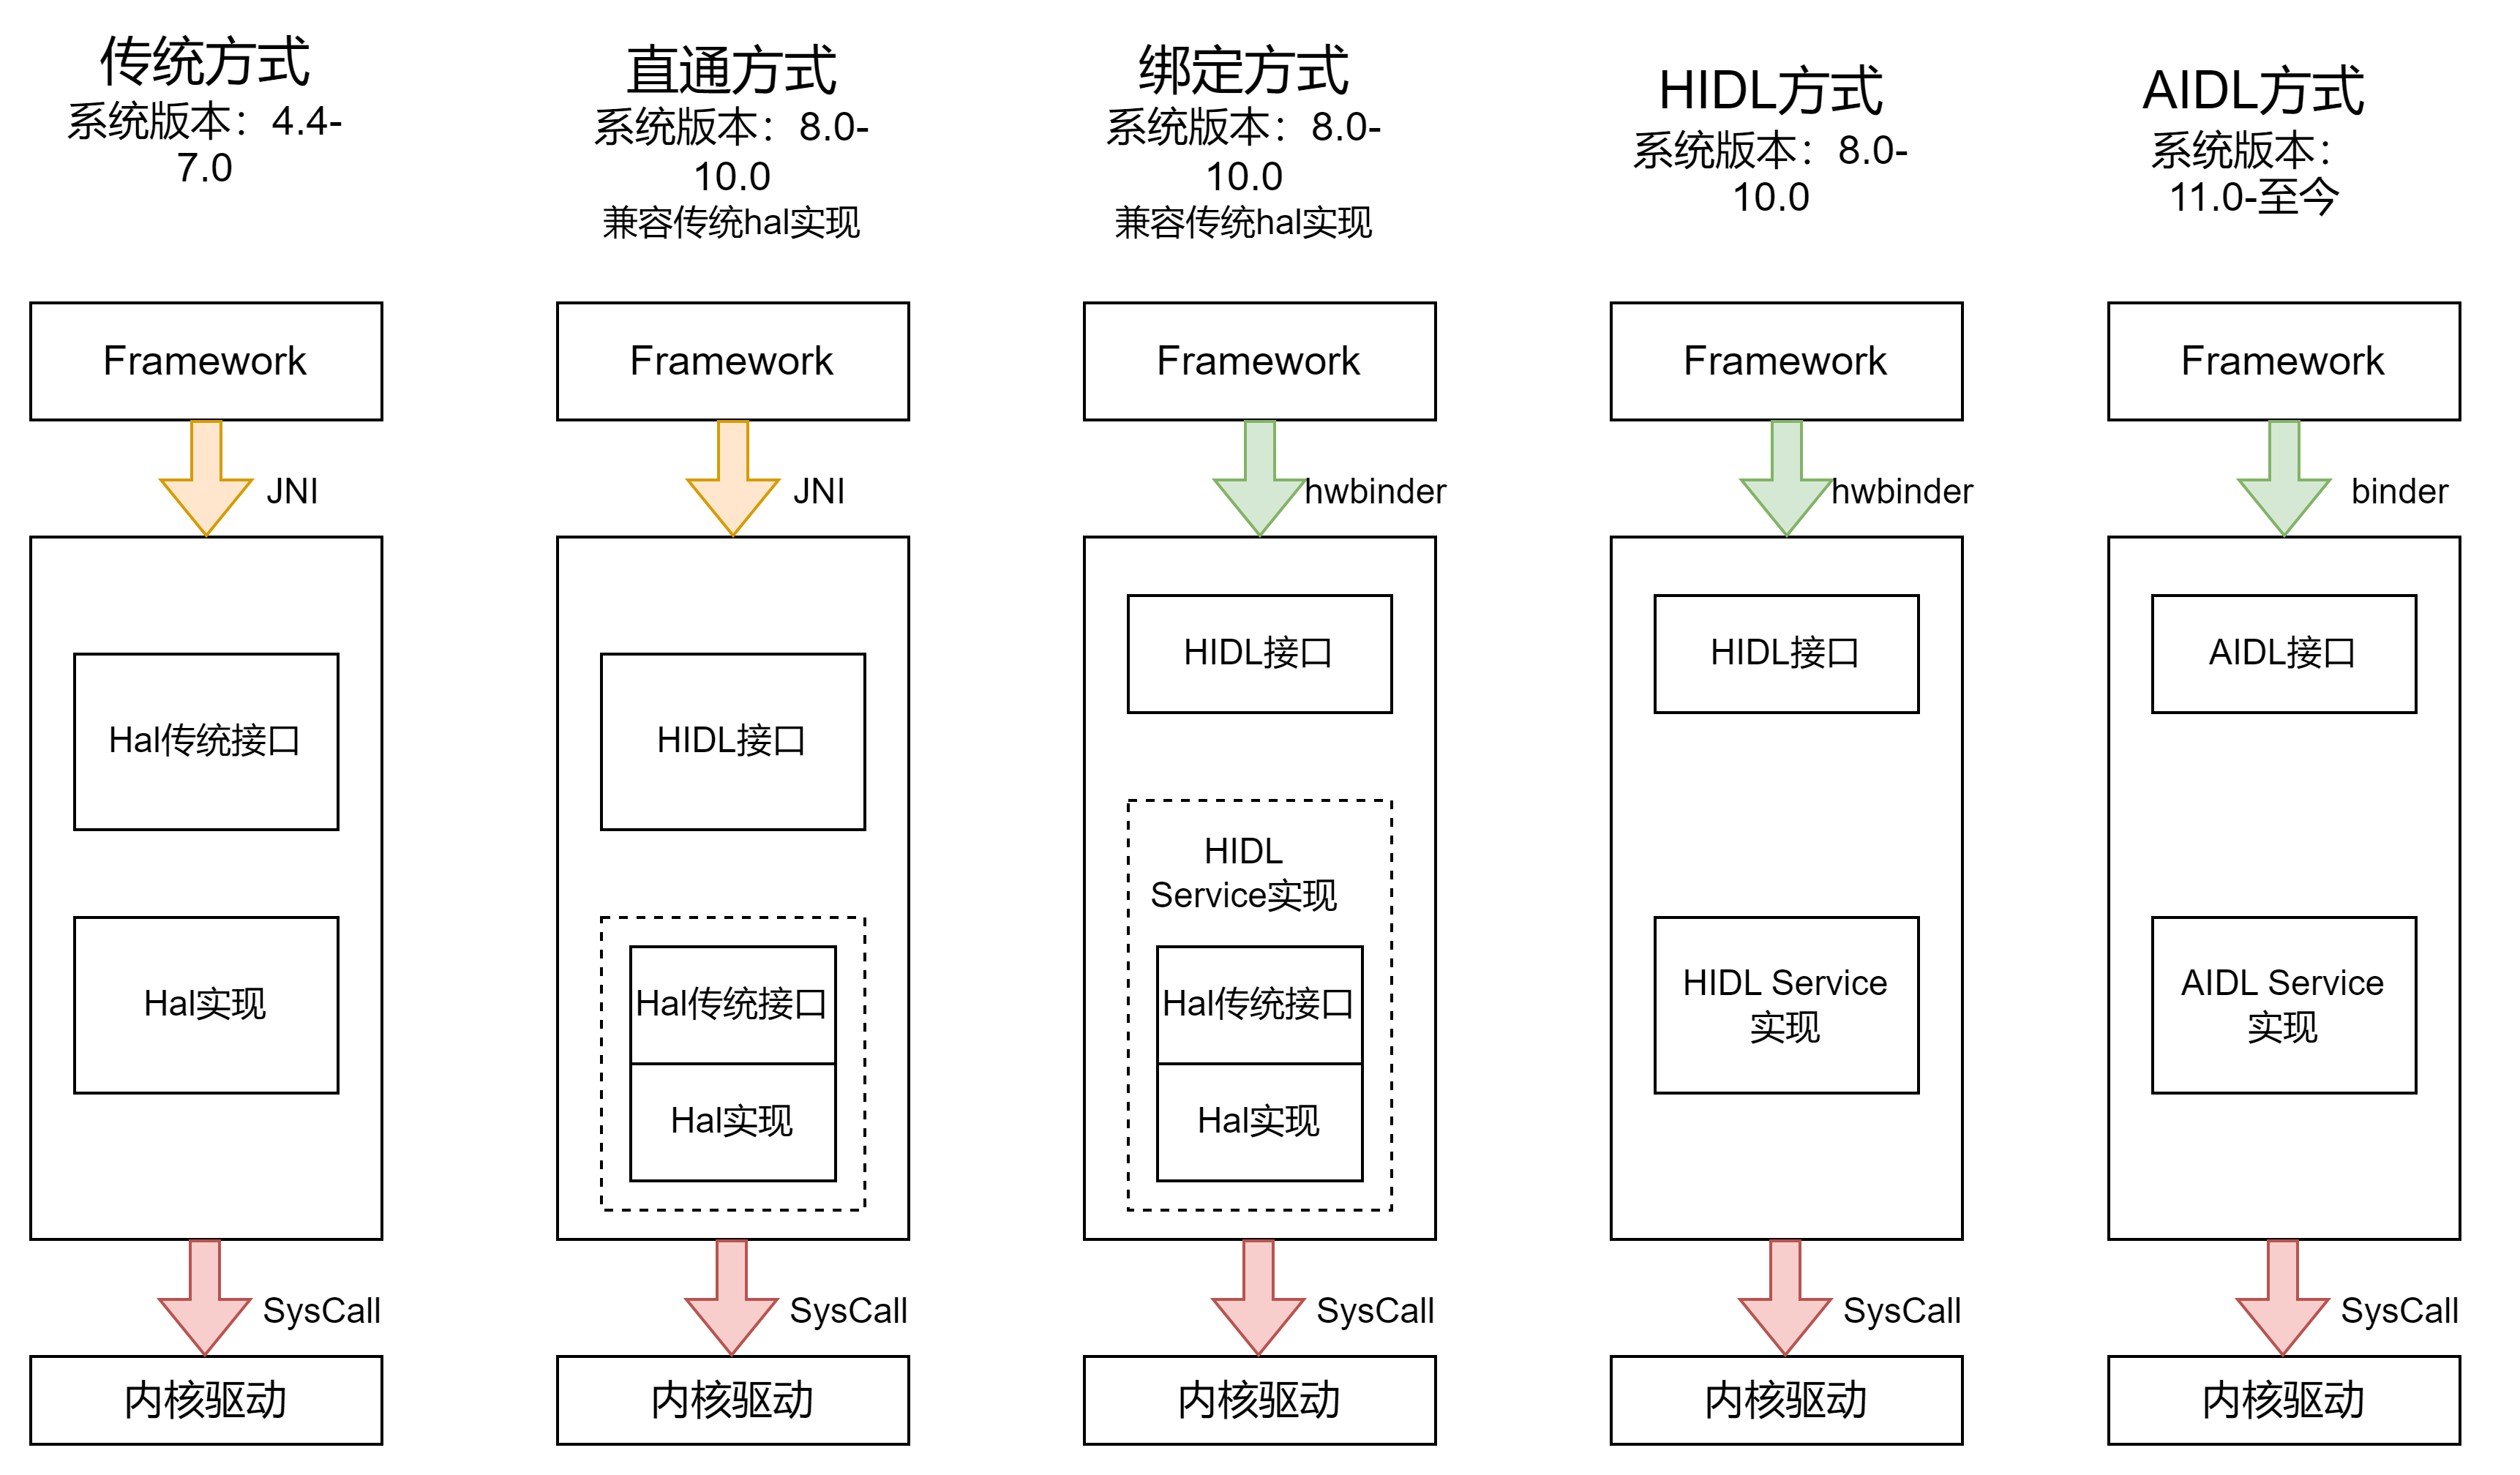 传统方式
系统版本：4.4-
7.0
Framework
JNI
Hal传统接口
Hal实现
SysCall
内核驱动
直通方式
系统版本：8.0-
10.0
兼容传统hal实现
Framework
JNI
HIDL接口
Hal传统接口
Hal实现
SysCall
内核驱动
绑定方式
系统版本：8.0-
10.0
兼容传统hal实现
Framework
hwbinder
HIDL接口
HIDL
Service实现
Hal传统接口
Hal实现
SysCall
内核驱动
HIDL方式
系统版本：8.0-
10.0
Framework
hwbinder
HIDL接口
HIDL Service
实现
SysCall
内核驱动
AIDL方式
系统版本：
11.0-至今
Framework
binder
AIDL接口
AIDL Service
实现
SysCall
内核驱动